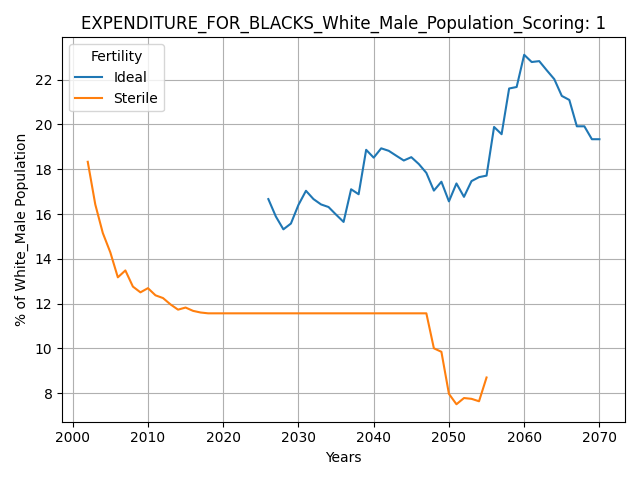 EXPENDITURE_FOR_BLACKS_White_Male_Population_Scoring: 1
Fertility
Ideal
Sterile
% of White_Male Population
22
20
18
16
14
12
10
8
2000 2010 2020 2030 2040 2050 2060 2070
Years